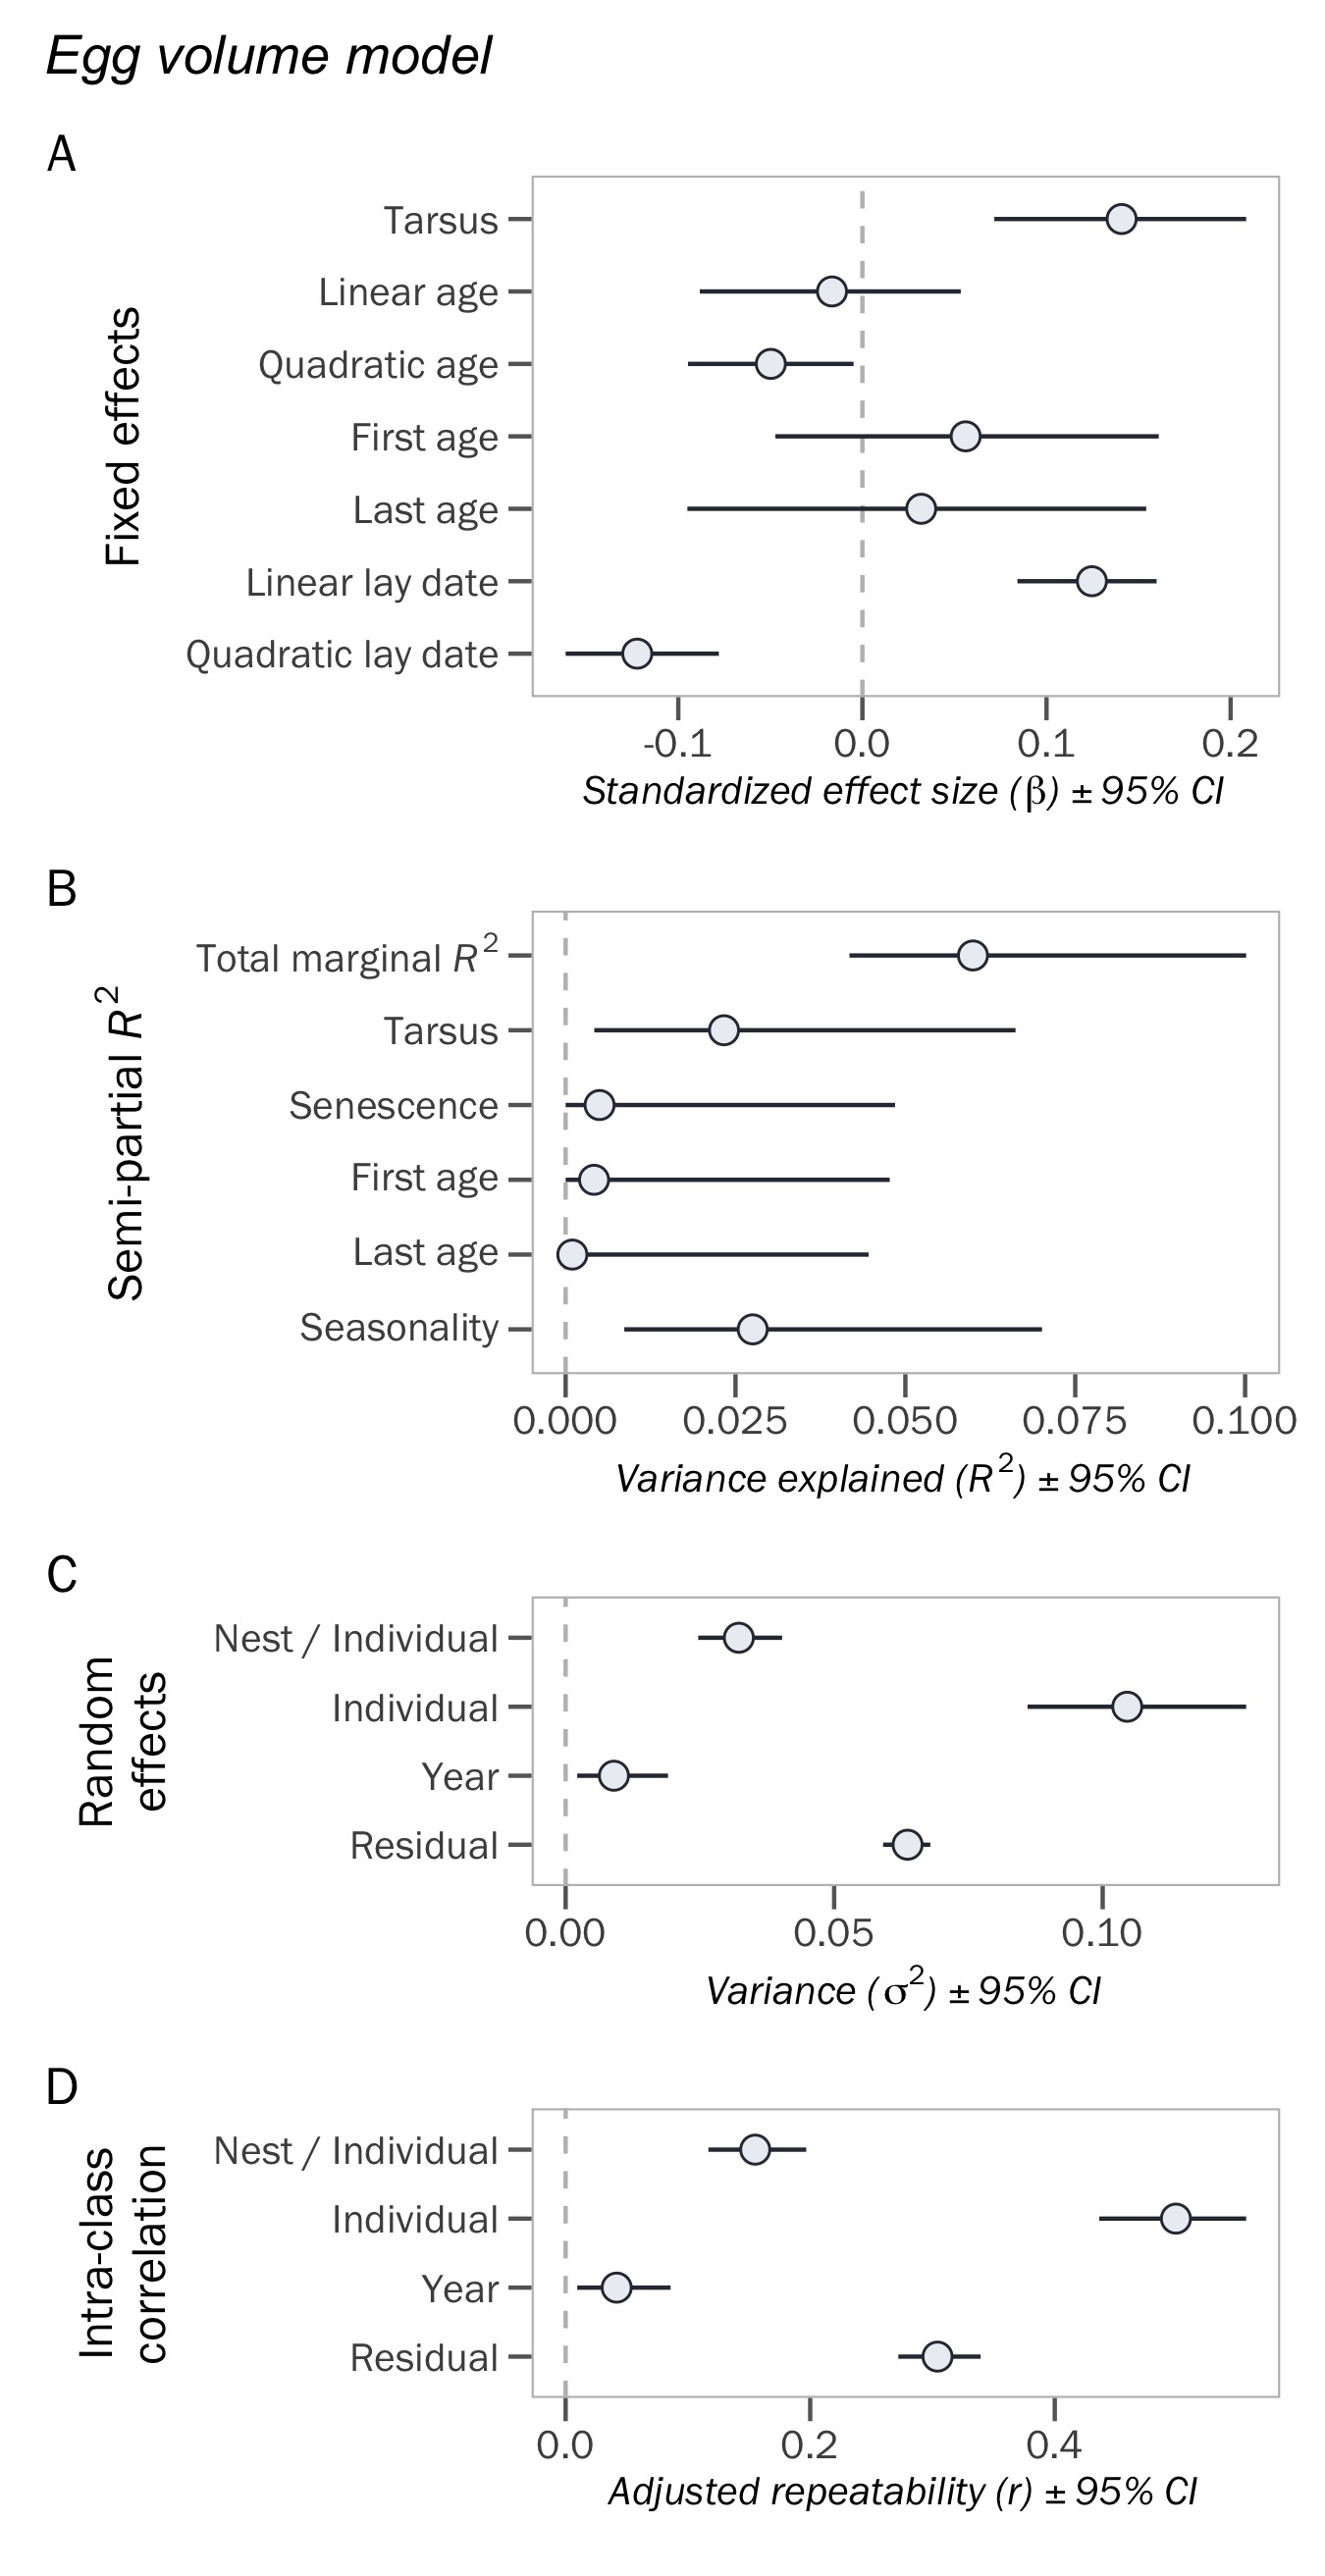 Egg volume model
A
Fixed effects
Tarsus
Linear age
Quadratic age
First age
Last age
Linear lay date
Quadratic lay date
-0.1 0.0 0.1 0.2
Standardized effect size (β) ± 95% CI
B
Semi-partial R²
Total marginal R²
Tarsus
Senescence
First age
Last age
Seasonality
0.000 0.025 0.050 0.075 0.100
Variance explained (R²) ± 95% CI
C
Random
effects
Nest / Individual
Individual
Year
Residual
0.00 0.05 0.10
Variance (σ²) ± 95% CI
D
Intra-class
correlation
Nest / Individual
Individual
Year
Residual
0.0 0.2 0.4
Adjusted repeatability (r) ± 95% CI